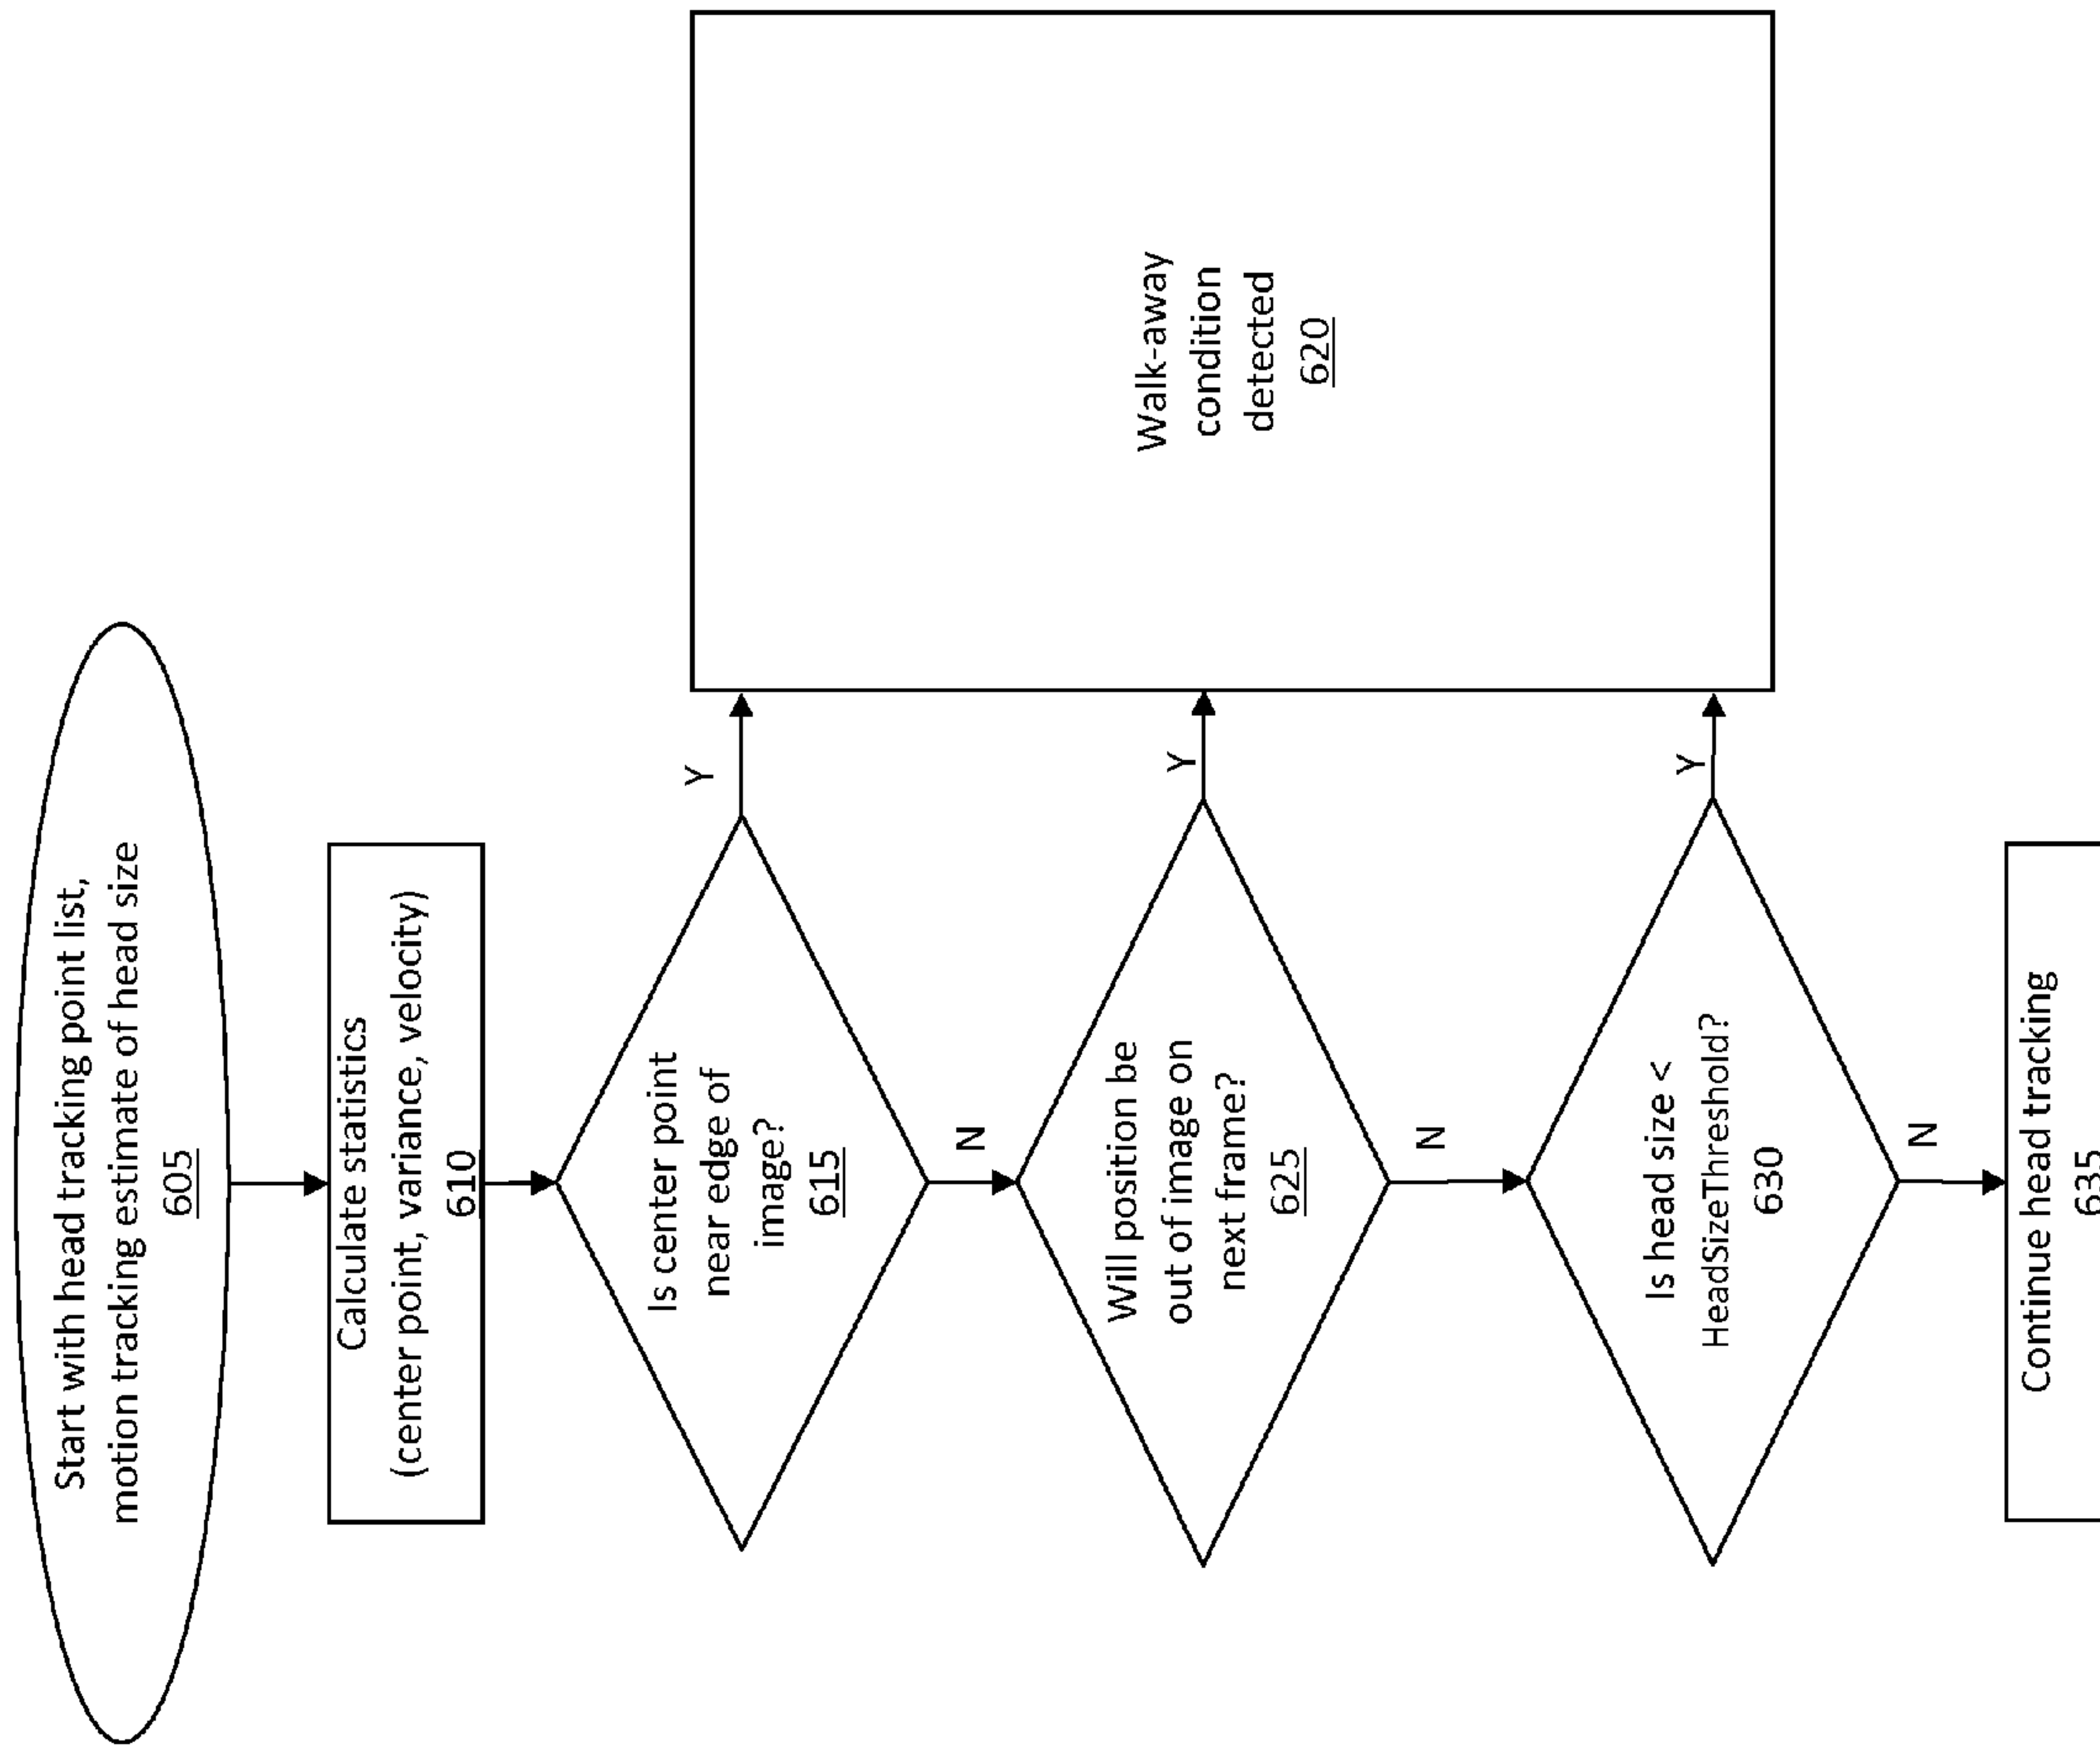 Start with head tracking point list,
motion tracking estimate of head size
605
Calculate statistics
(center point, variance, velocity)
610
Is center point
near edge of
image?
615
Y
N
Will position be
out of image on
next frame?
625
Y
N
Is head size <
HeadSizeThreshold?
630
Y
N
Continue head tracking
635
Walk-away
condition
detected
620